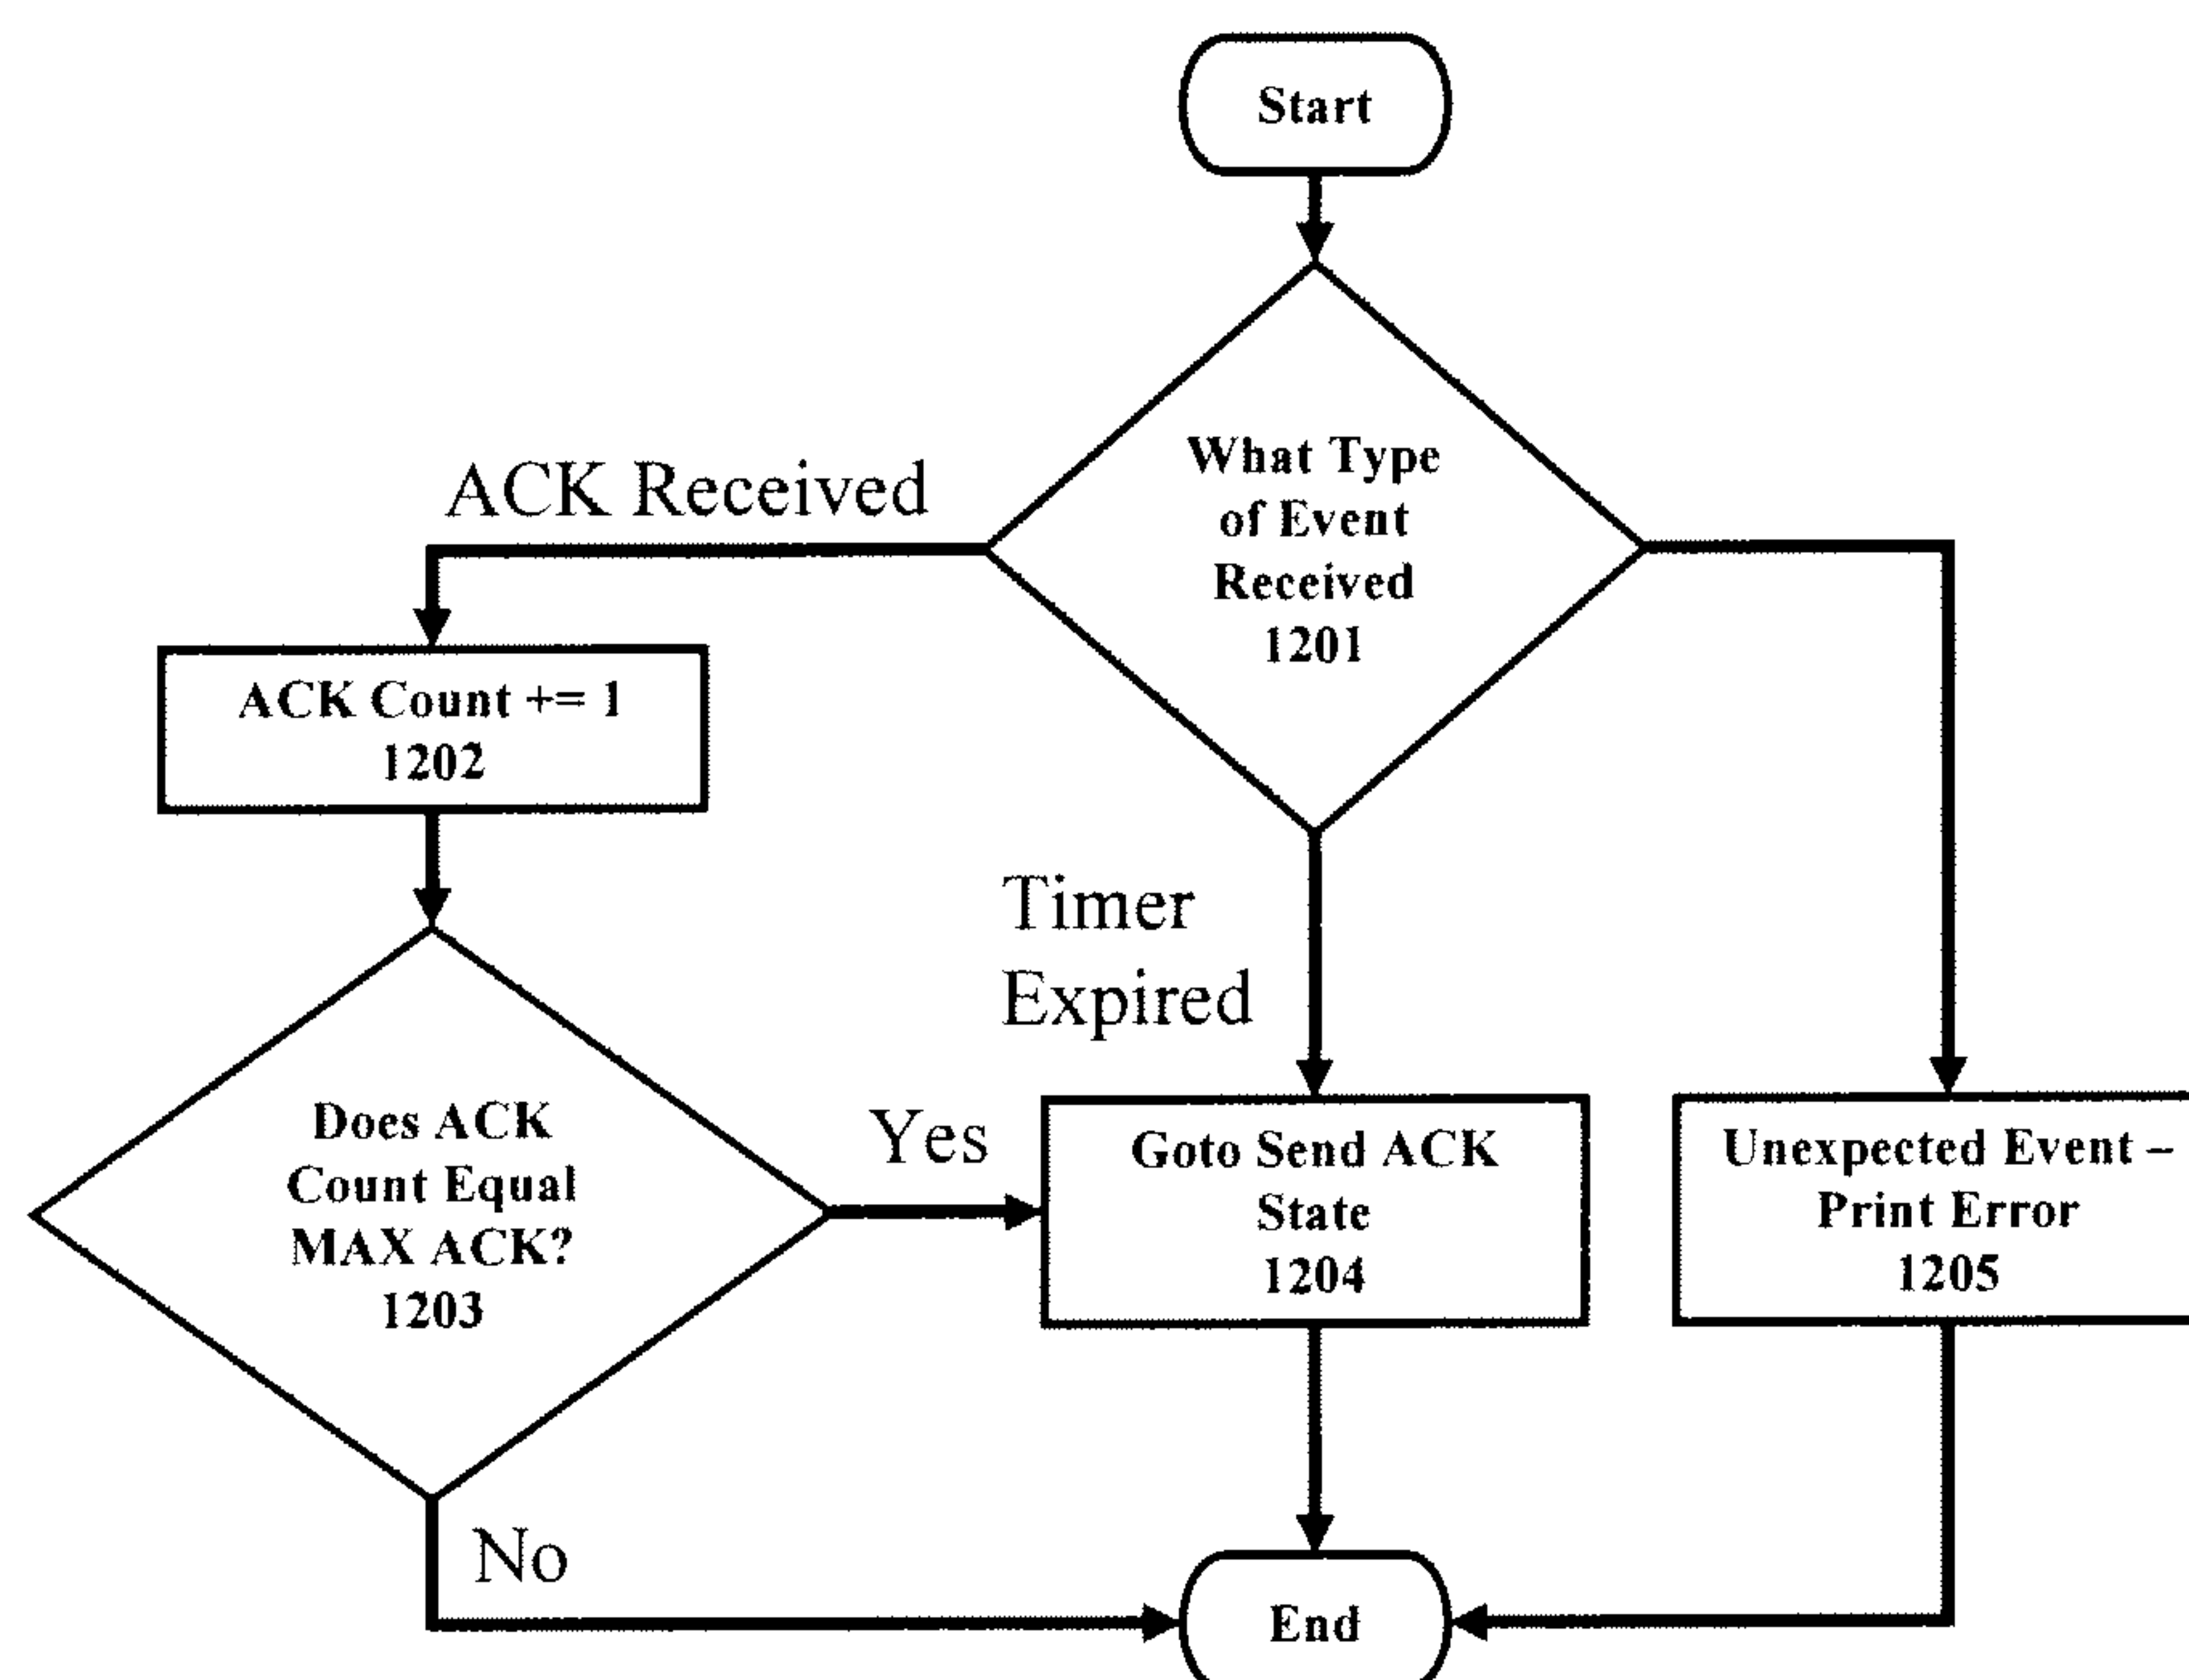 Start
What Type
of Event
Received
1201
ACK Received
ACK Count += 1
1202
Timer
Expired
Does ACK
Count Equal
MAX ACK?
1203
Yes
Goto Send ACK
State
1204
Unexpected Event –
Print Error
1205
No
End